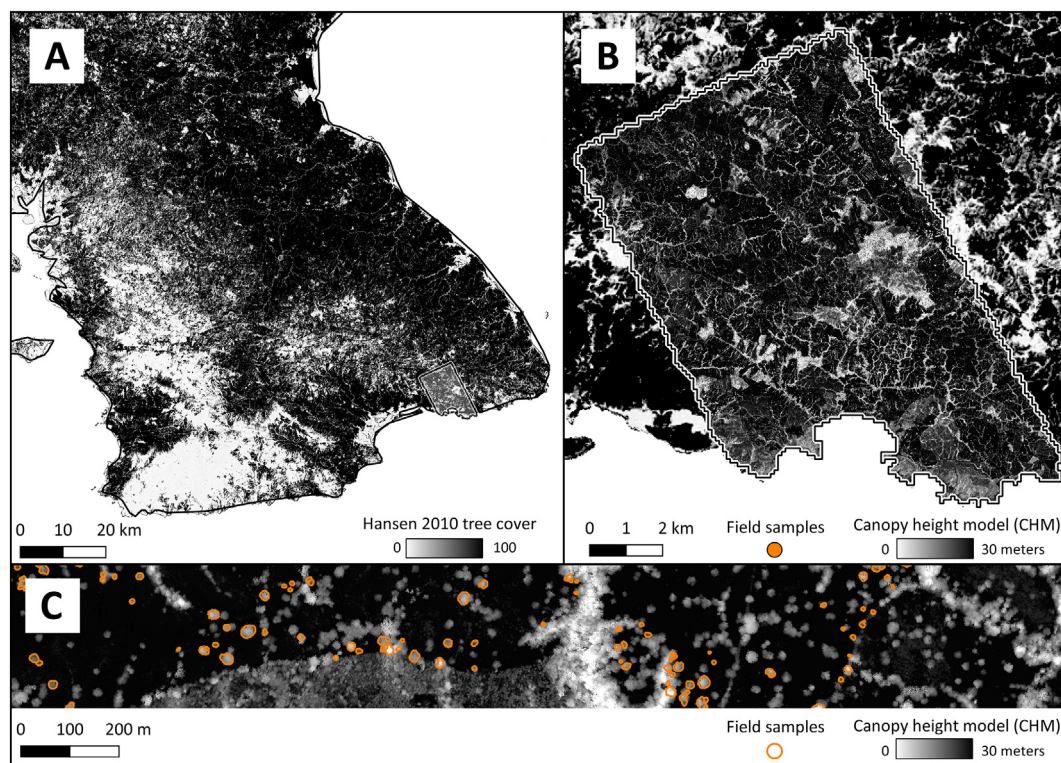 A
B
0 10 20 km
Hansen 2010 tree cover
0 100
0 1 2 km
Field samples
Canopy height model (CHM)
0 30 meters
C
0 100 200 m
Field samples
Canopy height model (CHM)
0 30 meters